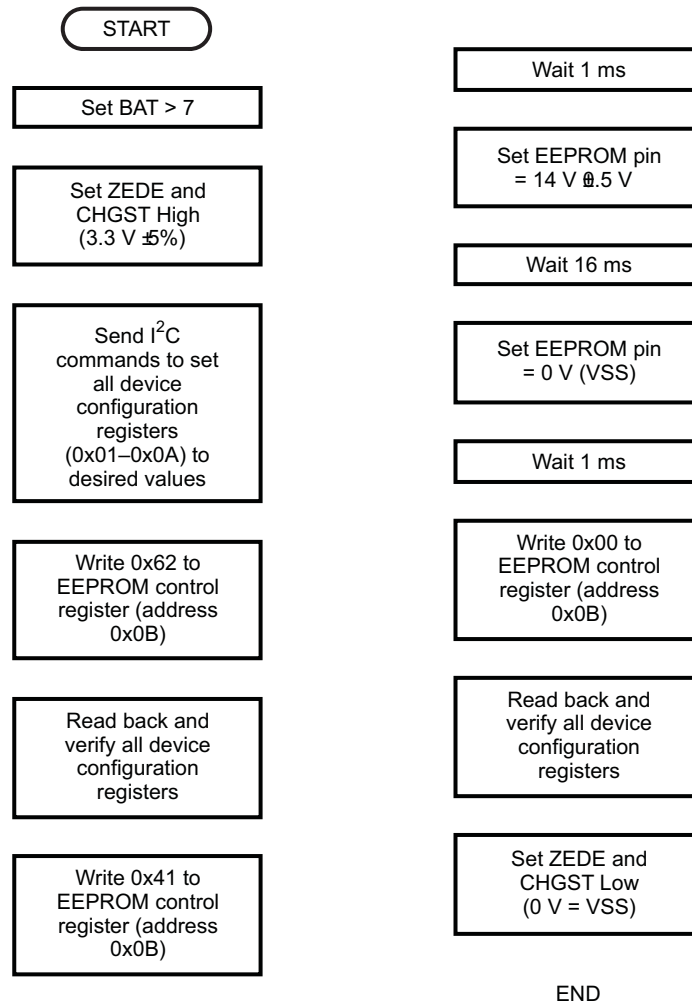 START
Set BAT > 7
Set ZEDE and
CHGST High
(3.3 V ±5%)
Send I²C
commands to set
all device
configuration
registers
(0x01–0x0A) to
desired values
Write 0x62 to
EEPROM control
register (address
0x0B)
Read back and
verify all device
configuration
registers
Write 0x41 to
EEPROM control
register (address
0x0B)
Wait 1 ms
Set EEPROM pin
= 14 V .5 V
Wait 16 ms
Set EEPROM pin
= 0 V (VSS)
Wait 1 ms
Write 0x00 to
EEPROM control
register (address
0x0B)
Read back and
verify all device
configuration
registers
Set ZEDE and
CHGST Low
(0 V = VSS)
END